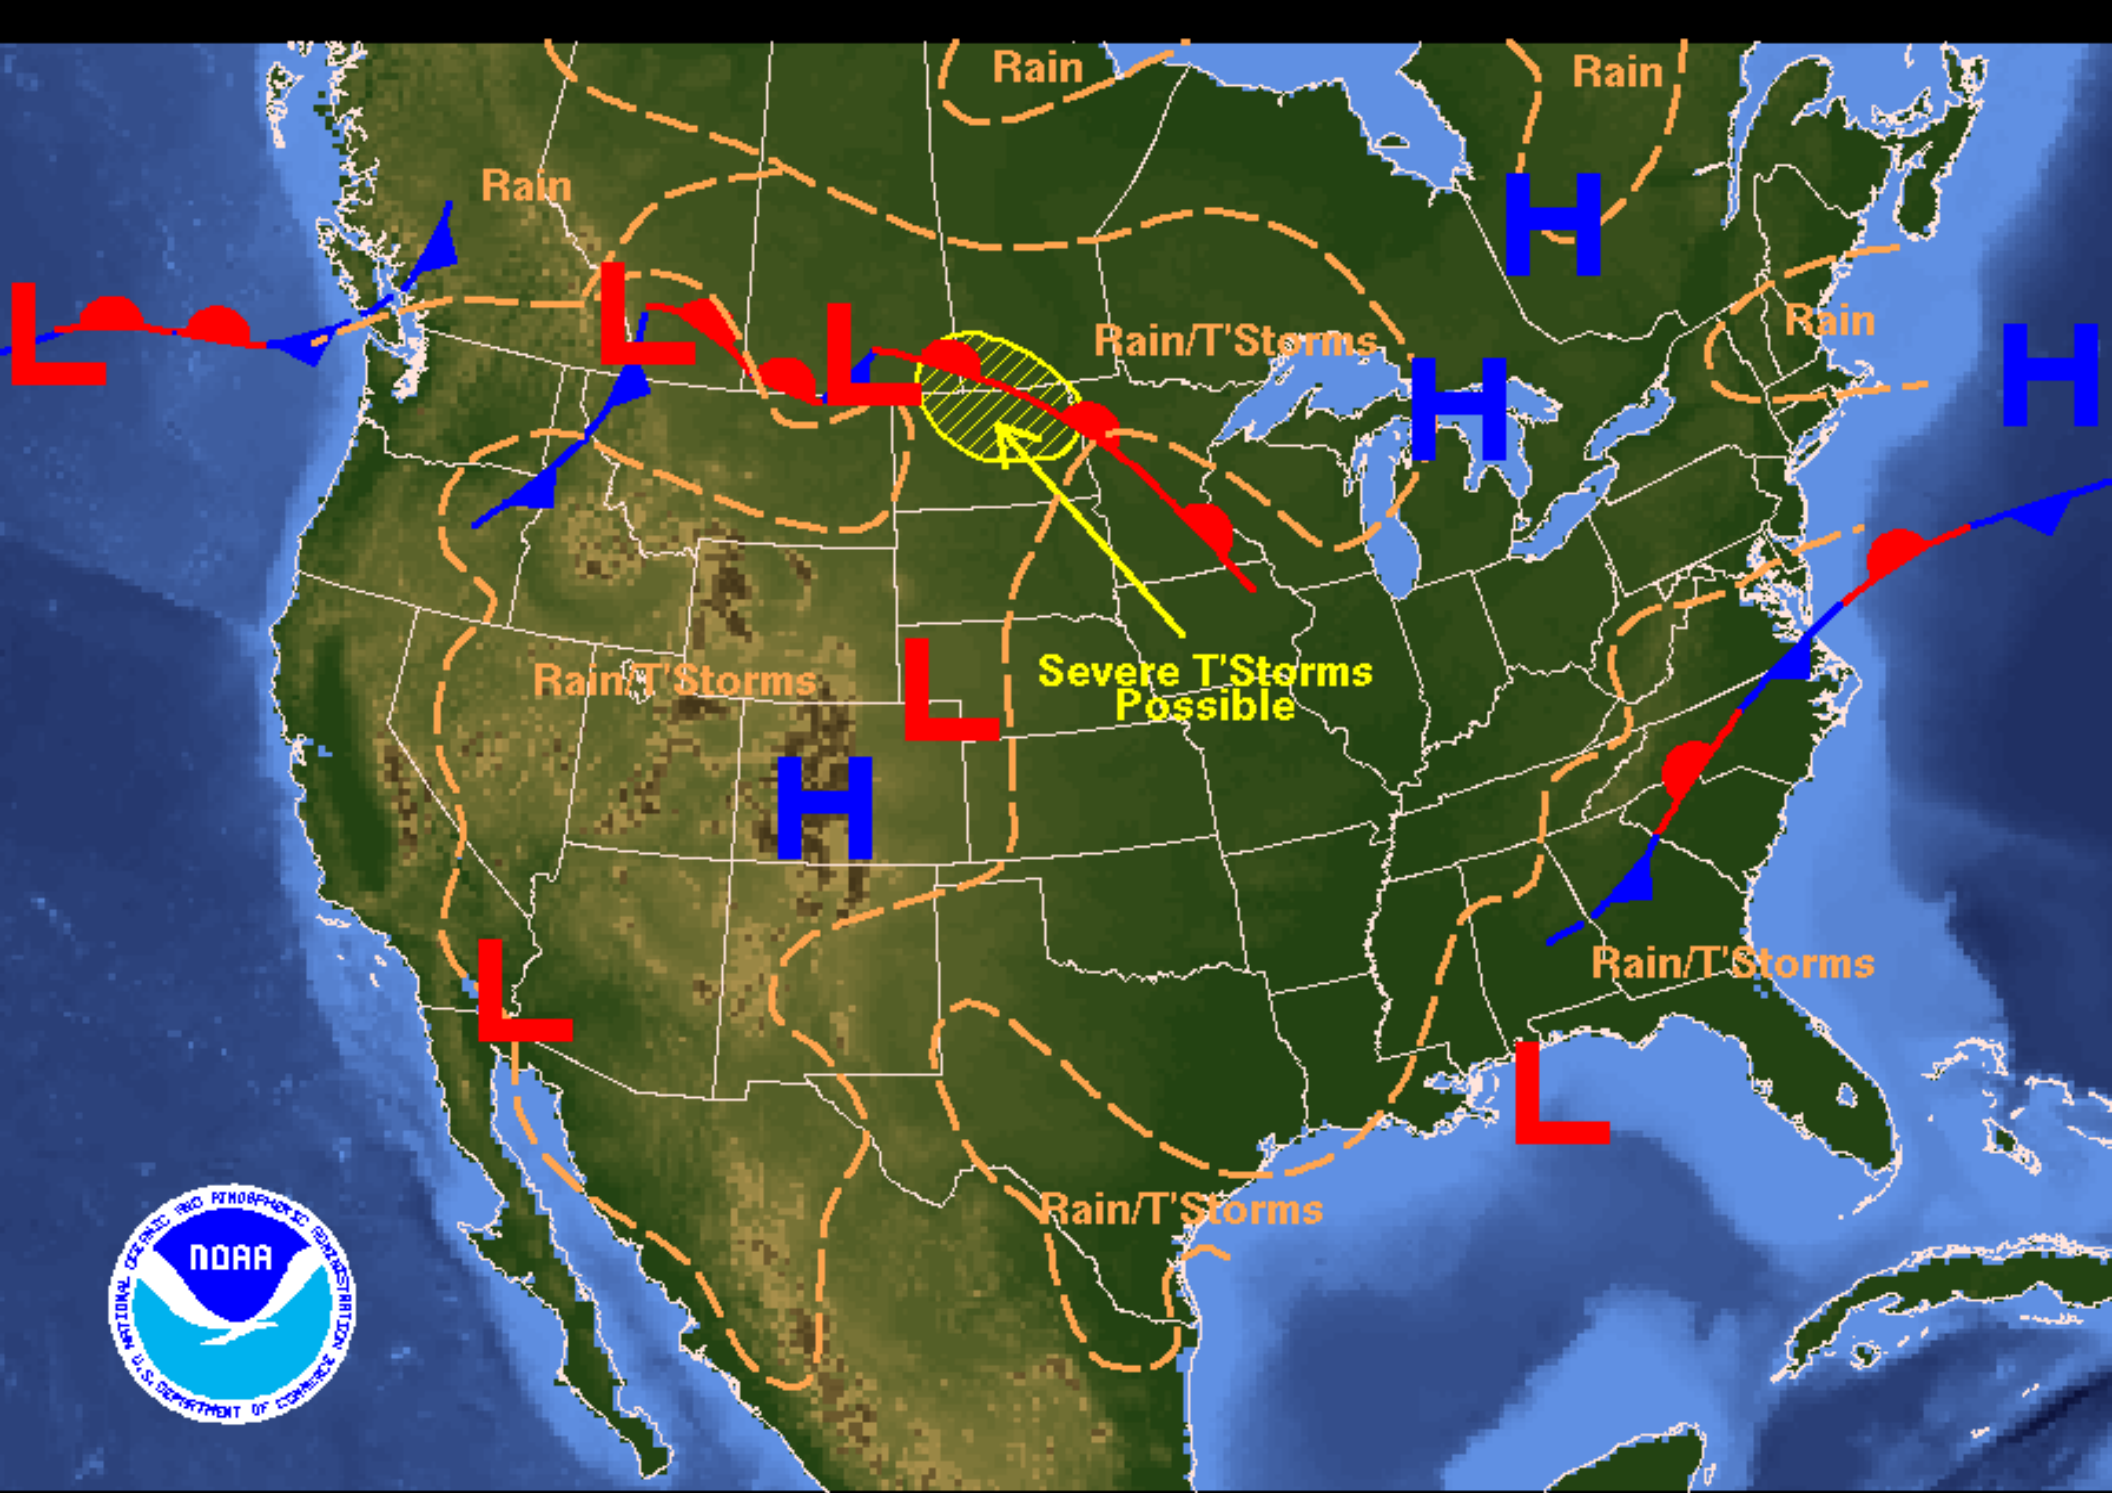 Rain
Rain
Rain
H
Rain
H
L
L
L
Rain/T'Storms
H
H
L
Rain/T'Storms
Severe T'Storms
Possible
H
L
Rain/T'Storms
L
Rain/T'Storms
NATIONAL OCEANIC AND ATMOSPHERIC ADMINISTRATION
NOAA
U.S. DEPARTMENT OF COMMERCE